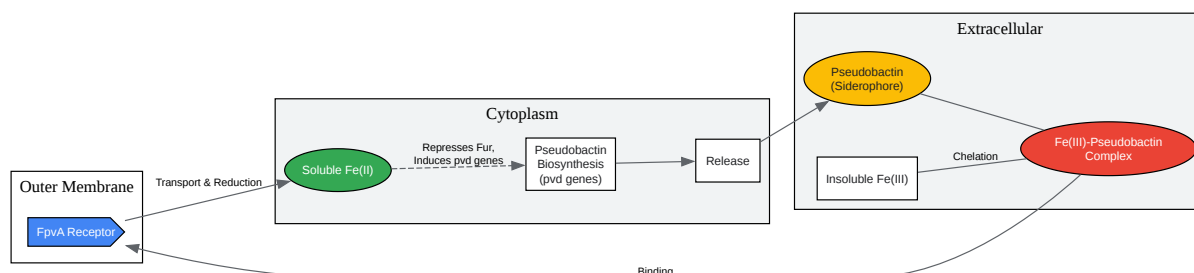 Extracellular
Pseudobactin
(Siderophore)
Cytoplasm
Represses Fur,
Induces pvd genes
Pseudobactin
Biosynthesis
(pvd genes)
Release
Fe(III)-Pseudobactin
Complex
Chelation
Insoluble Fe(III)
Soluble Fe(II)
Outer Membrane
Transport & Reduction
FpvA Receptor
Binding